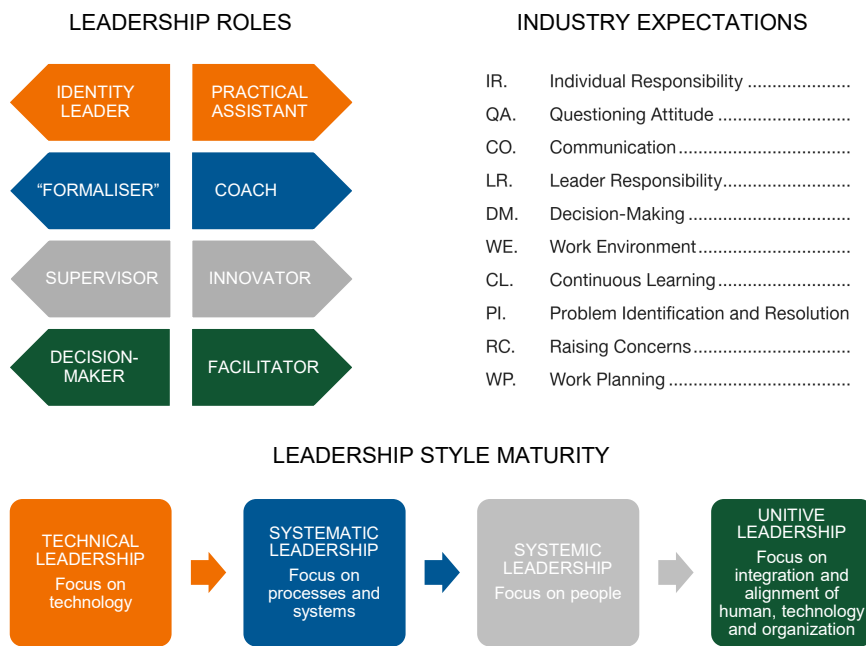 LEADERSHIP ROLES
IDENTITY
LEADER
PRACTICAL
ASSISTANT
"FORMALISER"
COACH
SUPERVISOR
INNOVATOR
DECISION-
MAKER
FACILITATOR
INDUSTRY EXPECTATIONS
IR. Individual Responsibility .....................
QA. Questioning Attitude ...........................
CO. Communication ...................................
LR. Leader Responsibility..........................
DM. Decision-Making .................................
WE. Work Environment...............................
CL. Continuous Learning ...........................
PI. Problem Identification and Resolution
RC. Raising Concerns................................
WP. Work Planning .....................................
LEADERSHIP STYLE MATURITY
TECHNICAL
LEADERSHIP
Focus on
technology
SYSTEMATIC
LEADERSHIP
Focus on
processes and
systems
SYSTEMIC
LEADERSHIP
Focus on people
UNITIVE
LEADERSHIP
Focus on
integration and
alignment of
human, technology
and organization